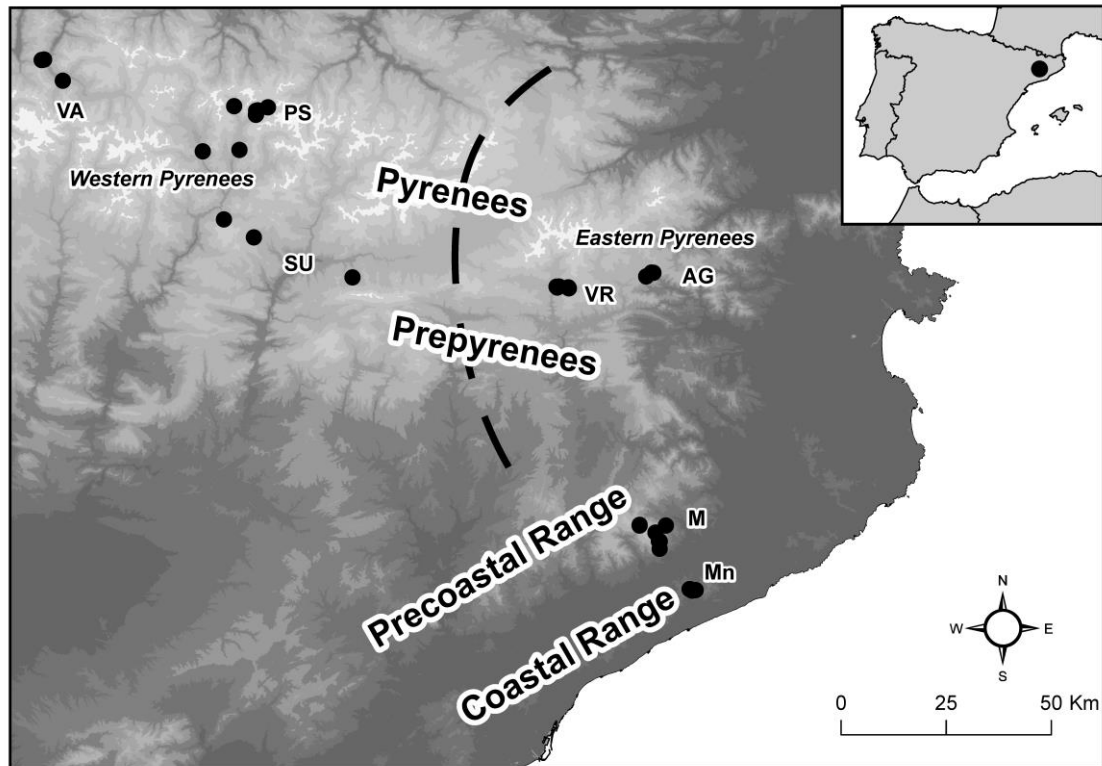 VA
PS
Western Pyrenees
Pyrenees
Eastern Pyrenees
SU
AG
VR
Prepyrenees
Precoastal Range
M
Mn
Coastal Range
N
W
E
S
0
25
50 Km